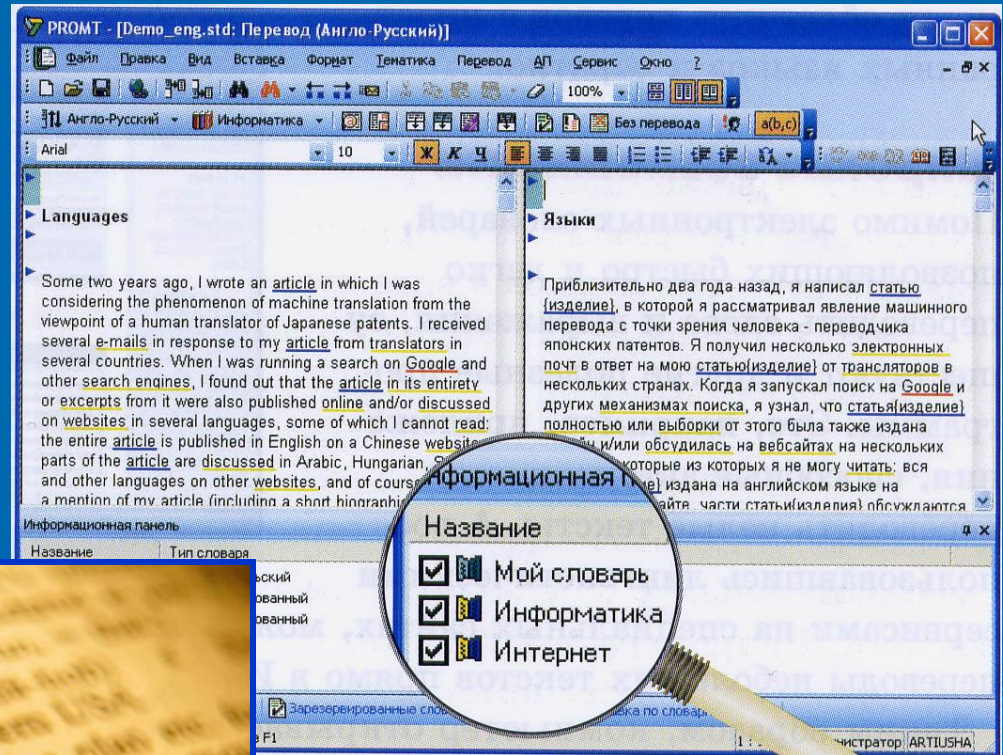 PROMT - [Demo_eng.std: Перевод (Англо-Русский)]
Файл Правка Вид Вставка Формат Тематика Перевод АП Сервис Окно ?
100%
Англо-Русский Информатика Без перевода a(b,c)
Arial 10 Ж К Ч
Languages
Some two years ago, I wrote an article in which I was
considering the phenomenon of machine translation from the
viewpoint of a human translator of Japanese patents. I received
several e-mails in response to my article from translators in
several countries. When I was running a search on Google and
other search engines, I found out that the article in its entirety
or excerpts from it were also published online and/or discussed
on websites in several languages, some of which I cannot read:
the entire article is published in English on a Chinese website
parts of the article are discussed in Arabic, Hungarian,
and other languages on other websites, and of course
a mention of my article (including a short
Языки
Приблизительно два года назад, я написал статью
{изделие}, в которой я рассматривал явление машинного
перевода с точки зрения человека - переводчика
японских патентов. Я получил несколько электронных
почт в ответ на мою статью{изделие} от трансляторов в
нескольких странах. Когда я запускал поиск на Google и
других механизмах поиска, я узнал, что статья{изделие}
полностью или выборки от этого была также издана
и/или обсудилась на вебсайтах на нескольких
которые из которых я не могу читать: вся
издана на английском языке на
части статьи{изделия} обсуждаются
Информационная панель
Название Тип словаря
Название
Мой словарь
Информатика
Интернет
Зарезервированные
по
F1
1 : ARTIUSHA